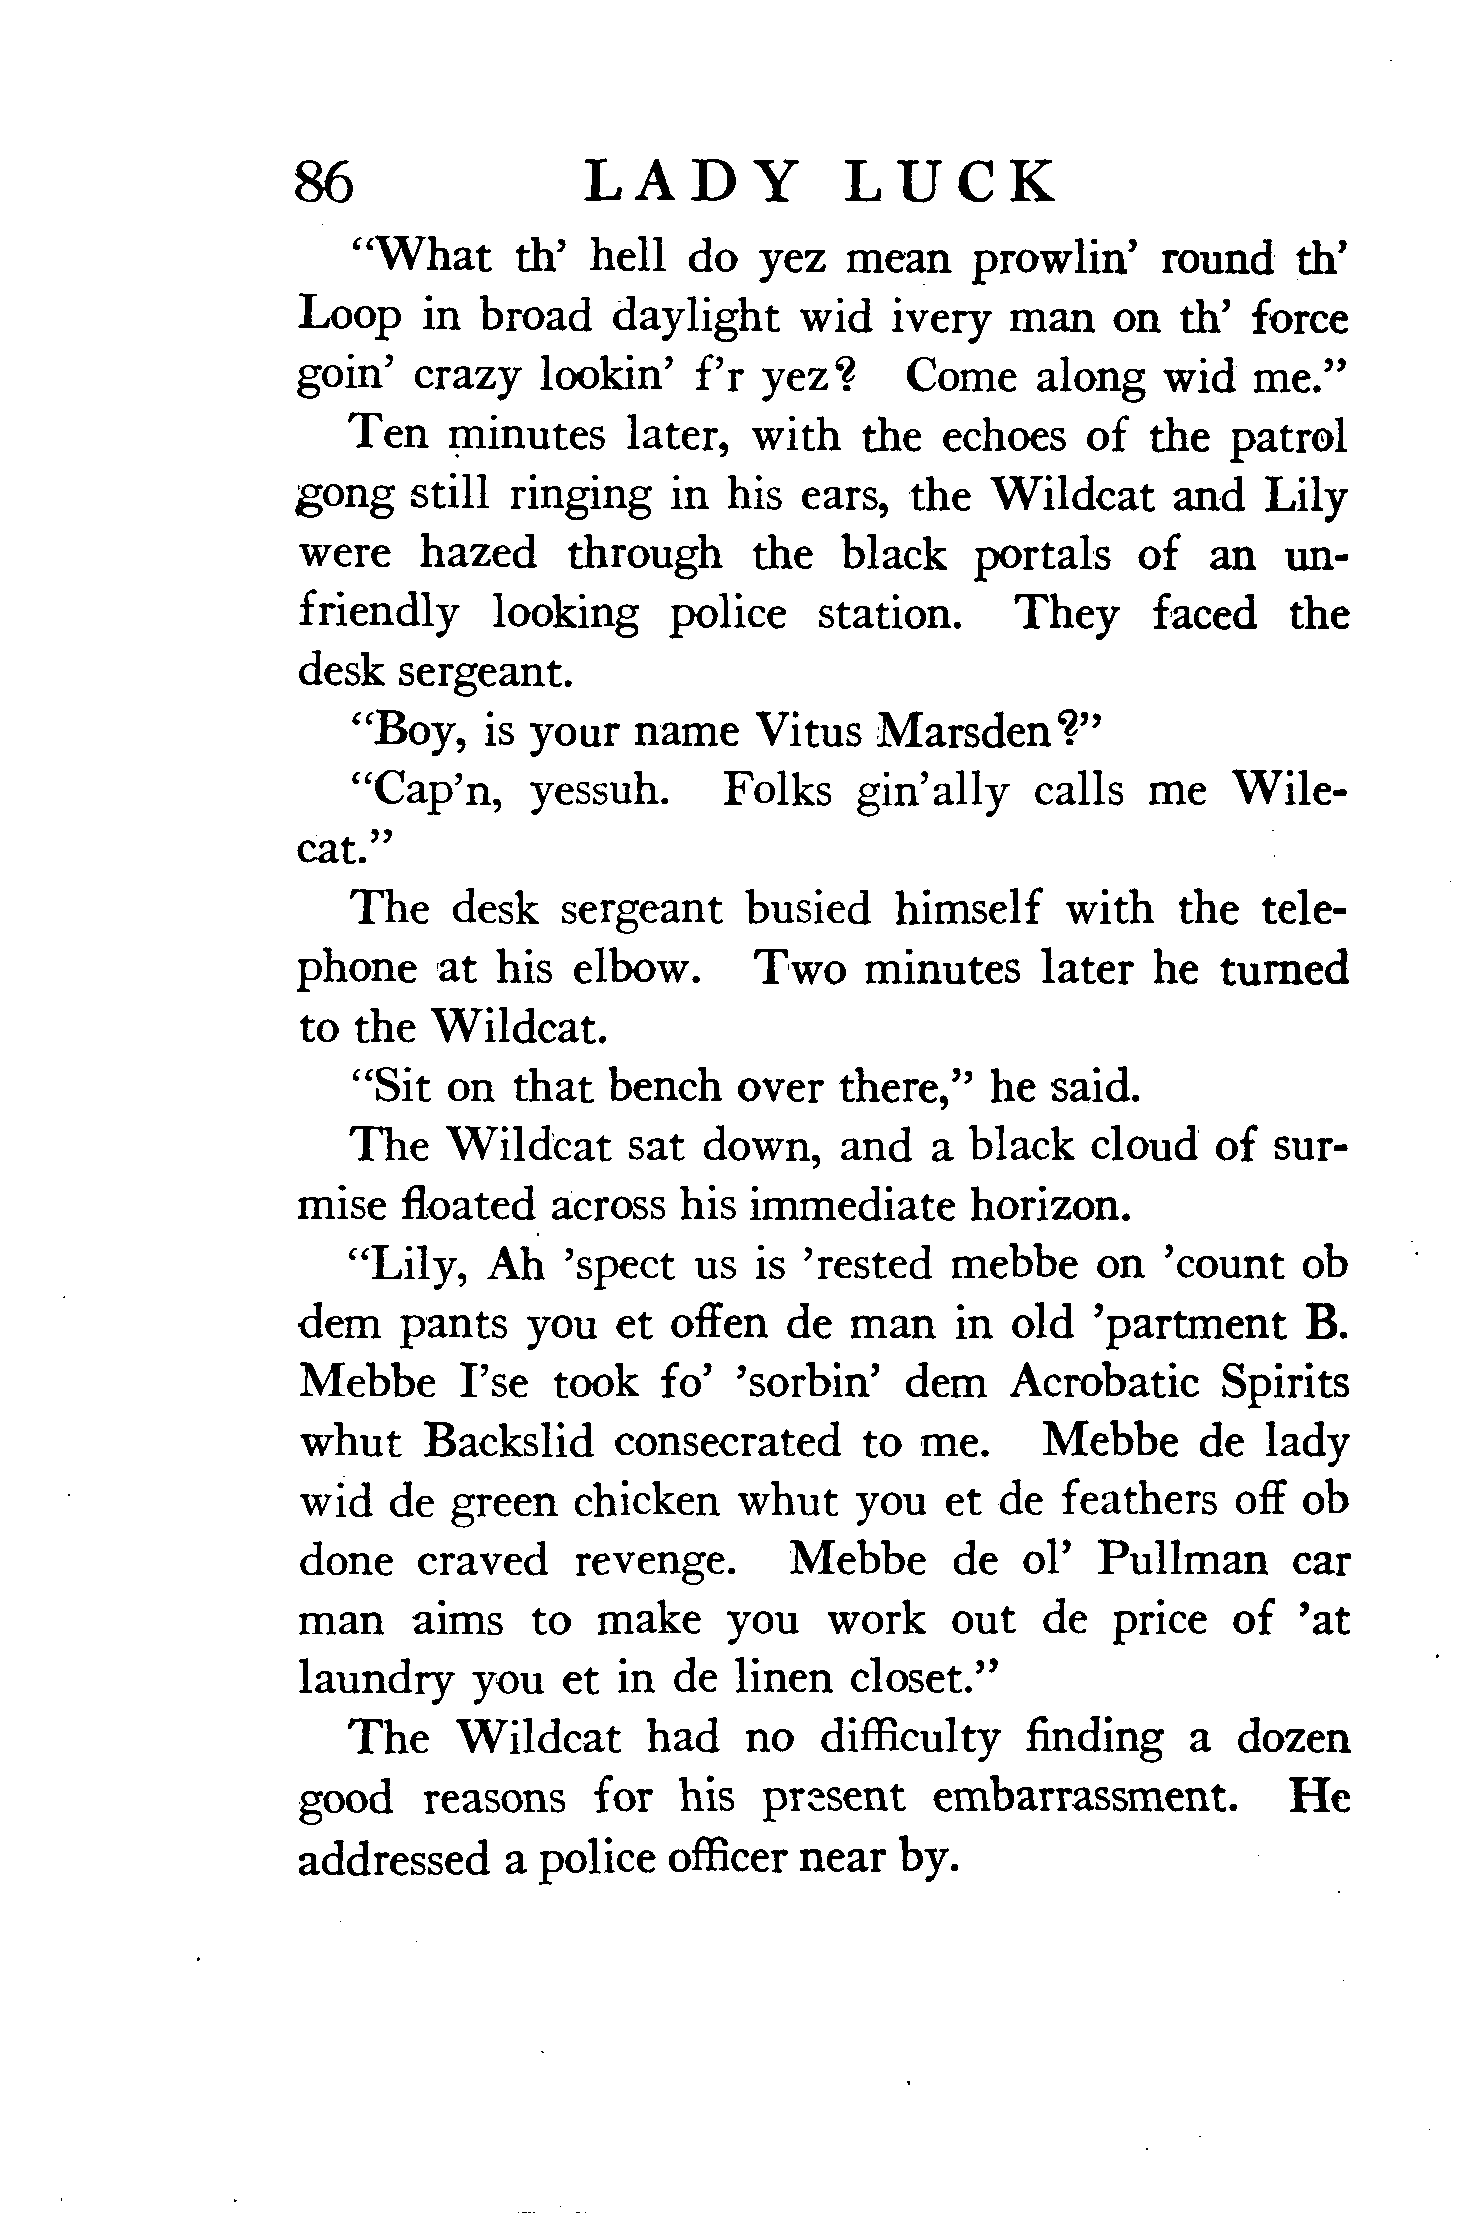 86 LADY LUCK
“What th’ hell do yez mean prowlin’ round th’
Loop in broad daylight wid ivery man on th’ force
goin’ crazy lookin’ f’r yez? Come along wid me.”
Ten minutes later, with the echoes of the patrol
gong still ringing in his ears, the Wildcat and Lily
were hazed through the black portals of an un-
friendly looking police station. They faced the
desk sergeant.
“Boy, is your name Vitus Marsden?”
“Cap’n, yessuh. Folks gin’ally calls me Wile-
cat.”
The desk sergeant busied himself with the tele-
phone at his elbow. Two minutes later he turned
to the Wildcat.
“Sit on that bench over there,” he said.
The Wildcat sat down, and a black cloud of sur-
mise floated across his immediate horizon.
“Lily, Ah ’spect us is ’rested mebbe on ’count ob
dem pants you et offen de man in old ’partment B.
Mebbe I’se took fo’ ’sorbin’ dem Acrobatic Spirits
whut Backslid consecrated to me. Mebbe de lady
wid de green chicken whut you et de feathers off ob
done craved revenge. Mebbe de ol’ Pullman car
man aims to make you work out de price of ’at
laundry you et in de linen closet.”
The Wildcat had no difficulty finding a dozen
good reasons for his present embarrassment. He
addressed a police officer near by.